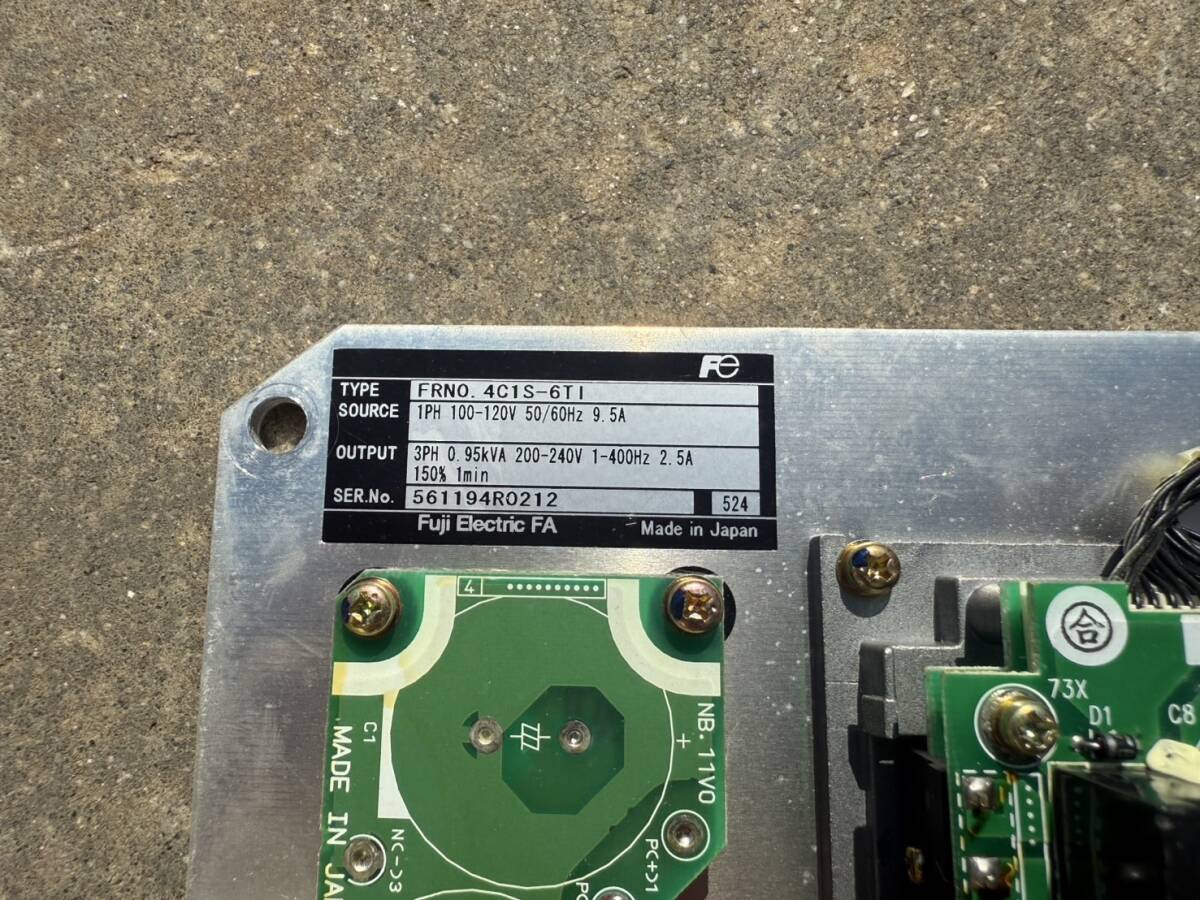 Fe
TYPE FRN0.4C1S-6TI
SOURCE 1PH 100-120V 50/60Hz 9.5A
OUTPUT 3PH 0.95kVA 200-240V 1-400Hz 2.5A
150% 1min
SER.No. 561194R0212 524
Fuji Electric FA Made in Japan
4
C1
MADE IN JA
NB.11V0
+
N(-)3
P(+)1
合
73X
D1
C8